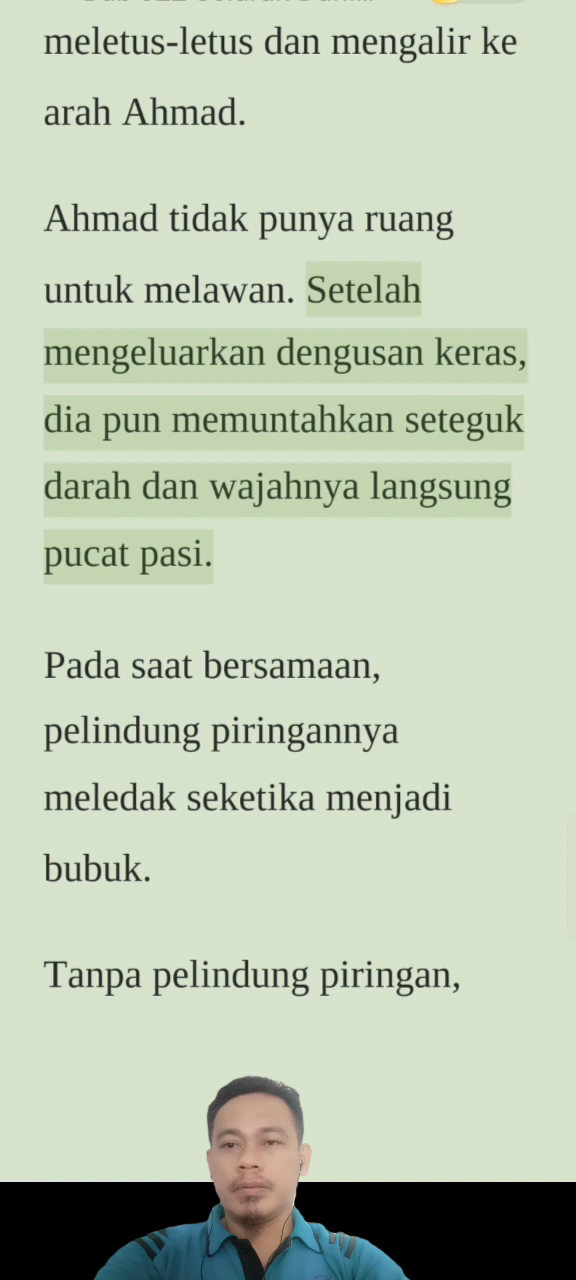 meletus-letus dan mengalir ke
arah Ahmad.
Ahmad tidak punya ruang
untuk melawan. Setelah
mengeluarkan dengusan keras,
dia pun memuntahkan seteguk
darah dan wajahnya langsung
pucat pasi.
Pada saat bersamaan,
pelindung piringannya
meledak seketika menjadi
bubuk.
Tanpa pelindung piringan,